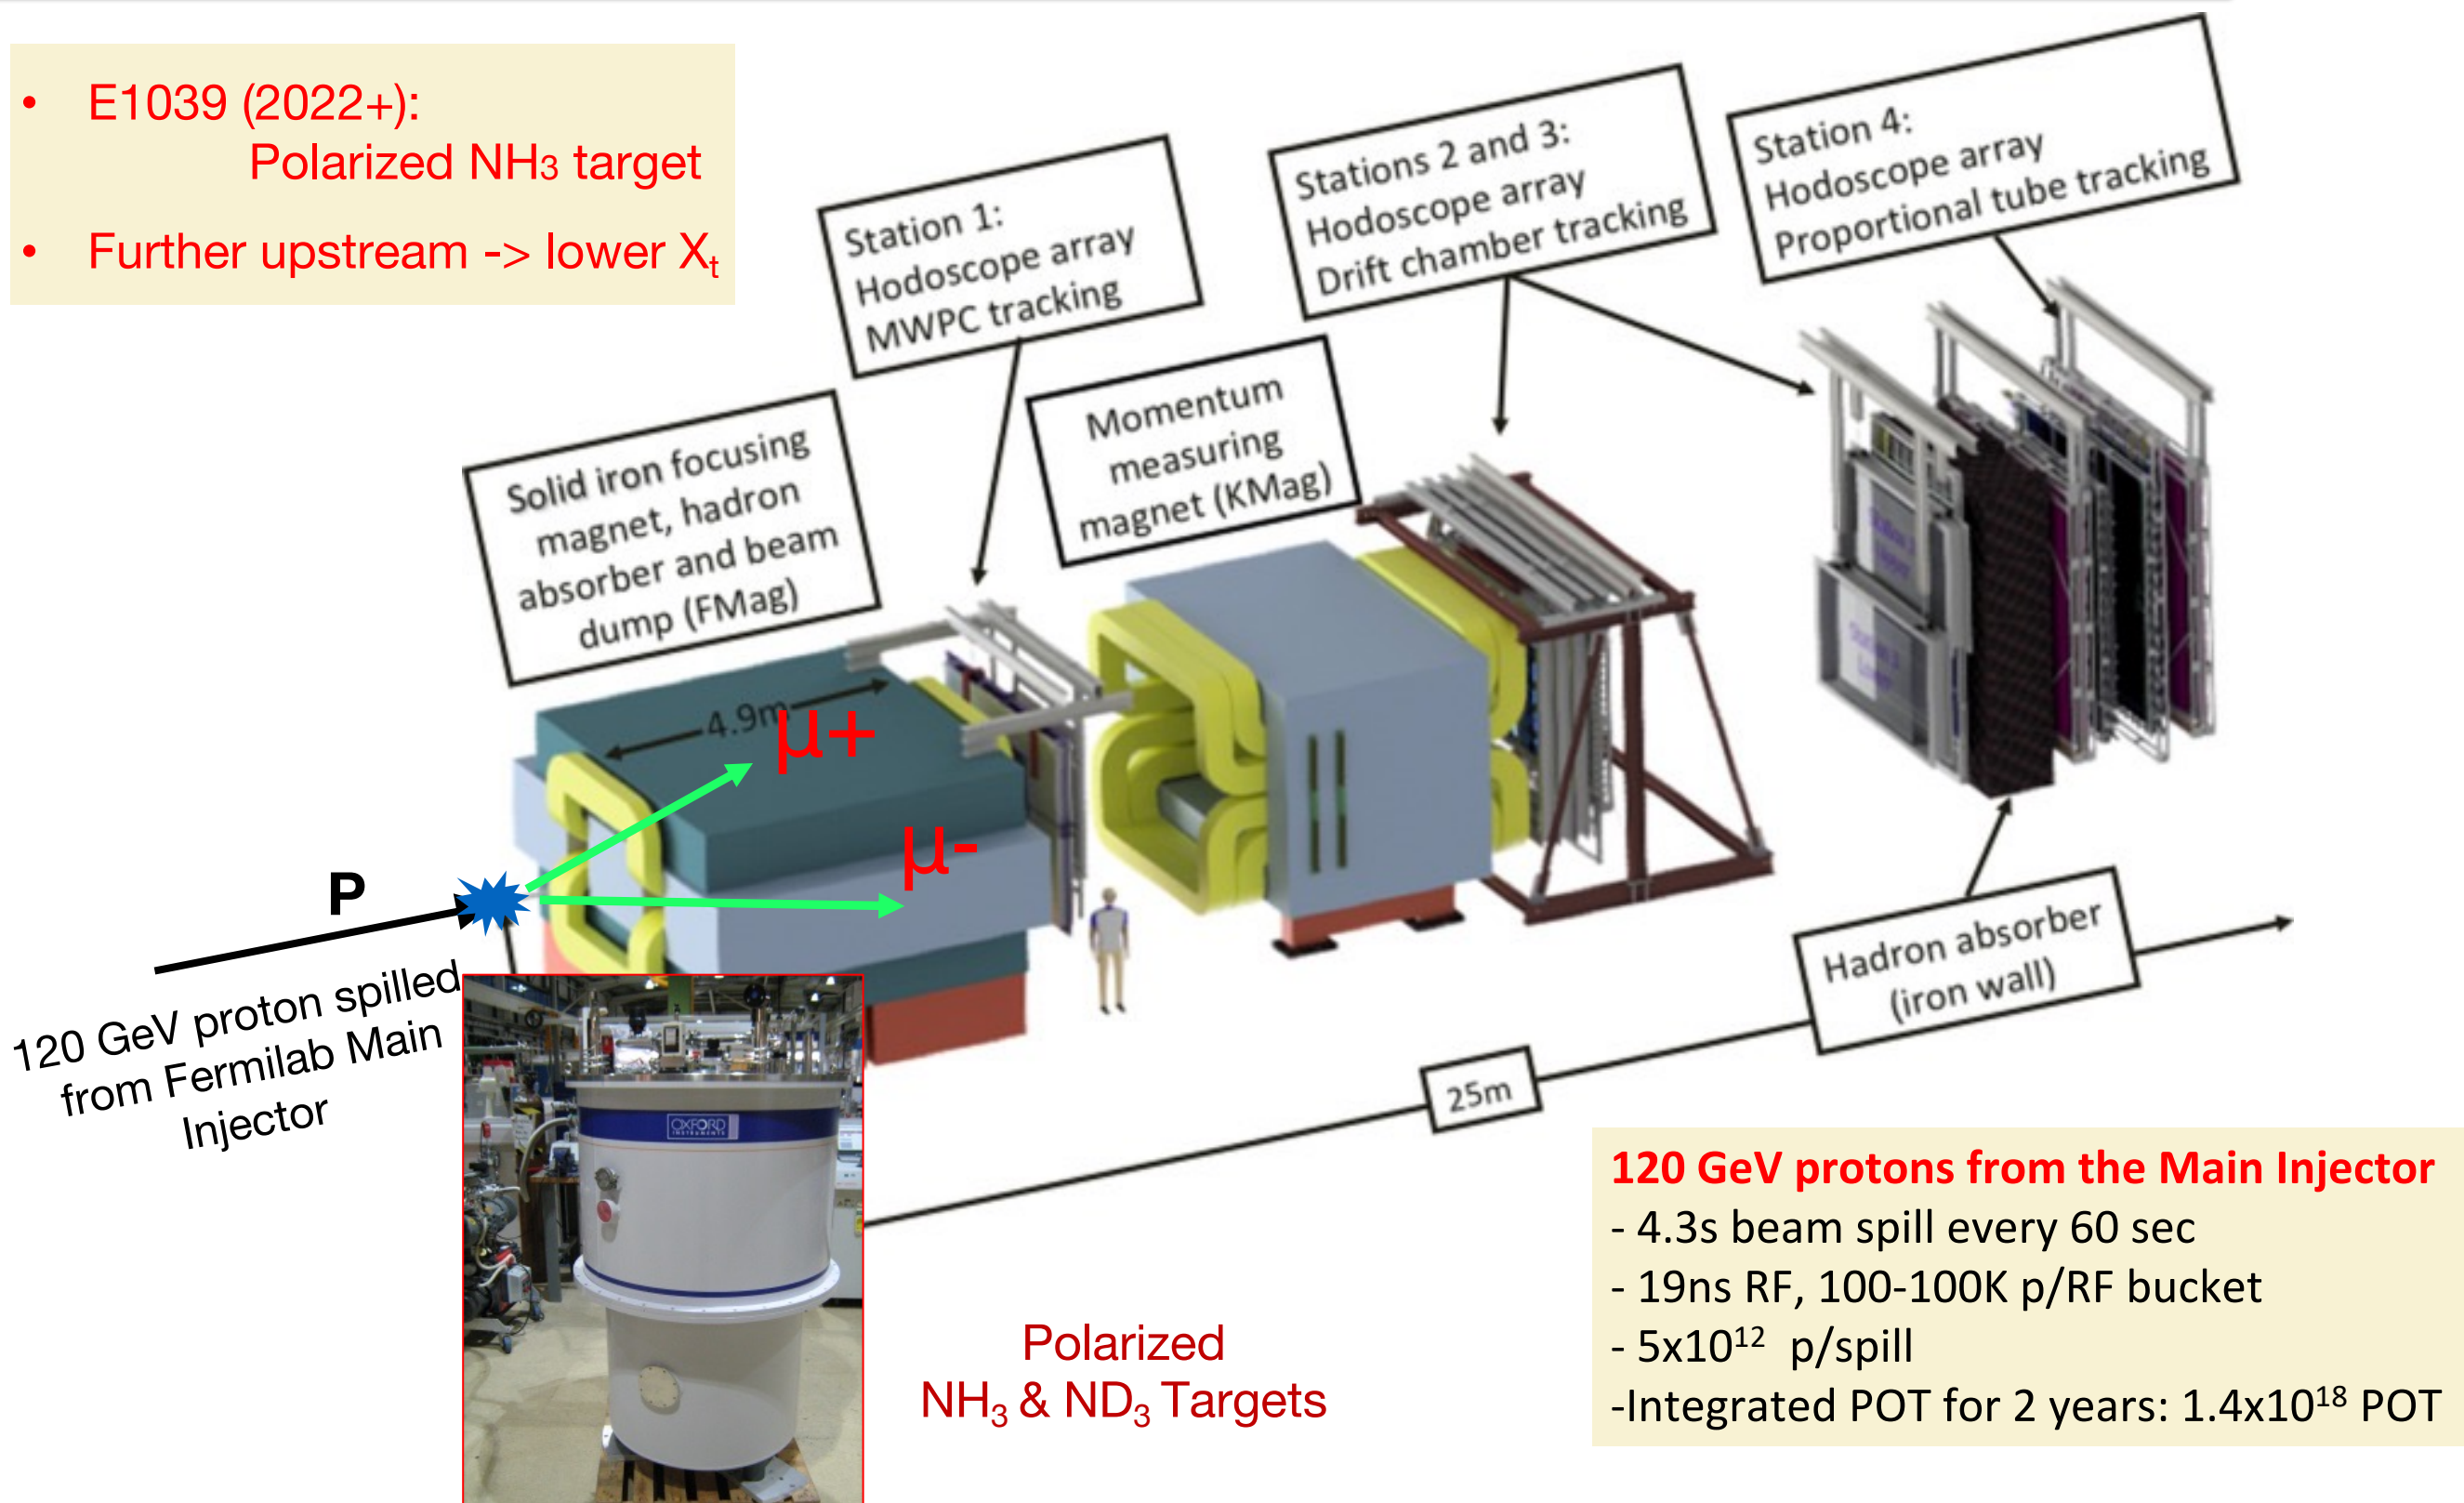 • E1039 (2022+):
Polarized NH₃ target
• Further upstream -> lower Xₜ
Station 1:
Hodoscope array
MWPC tracking
Stations 2 and 3:
Hodoscope array
Drift chamber tracking
Station 4:
Hodoscope array
Proportional tube tracking
Solid iron focusing
magnet, hadron
absorber and beam
dump (FMag)
Momentum
measuring
magnet (KMag)
4.9m
μ+
μ-
P
120 GeV proton spilled
from Fermilab Main
Injector
Hadron absorber
(iron wall)
25m
OXFORD
INSTRUMENTS
Polarized
NH₃ & ND₃ Targets
120 GeV protons from the Main Injector
- 4.3s beam spill every 60 sec
- 19ns RF, 100-100K p/RF bucket
- 5x10¹² p/spill
-Integrated POT for 2 years: 1.4x10¹⁸ POT